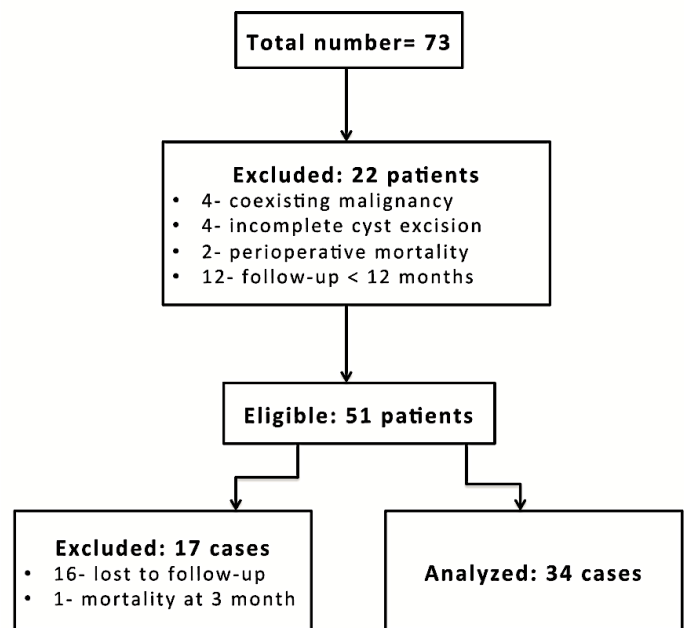 Total number= 73
Excluded: 22 patients
• 4- coexisting malignancy
• 4- incomplete cyst excision
• 2- perioperative mortality
• 12- follow-up < 12 months
Eligible: 51 patients
Excluded: 17 cases
• 16- lost to follow-up
• 1- mortality at 3 month
Analyzed: 34 cases